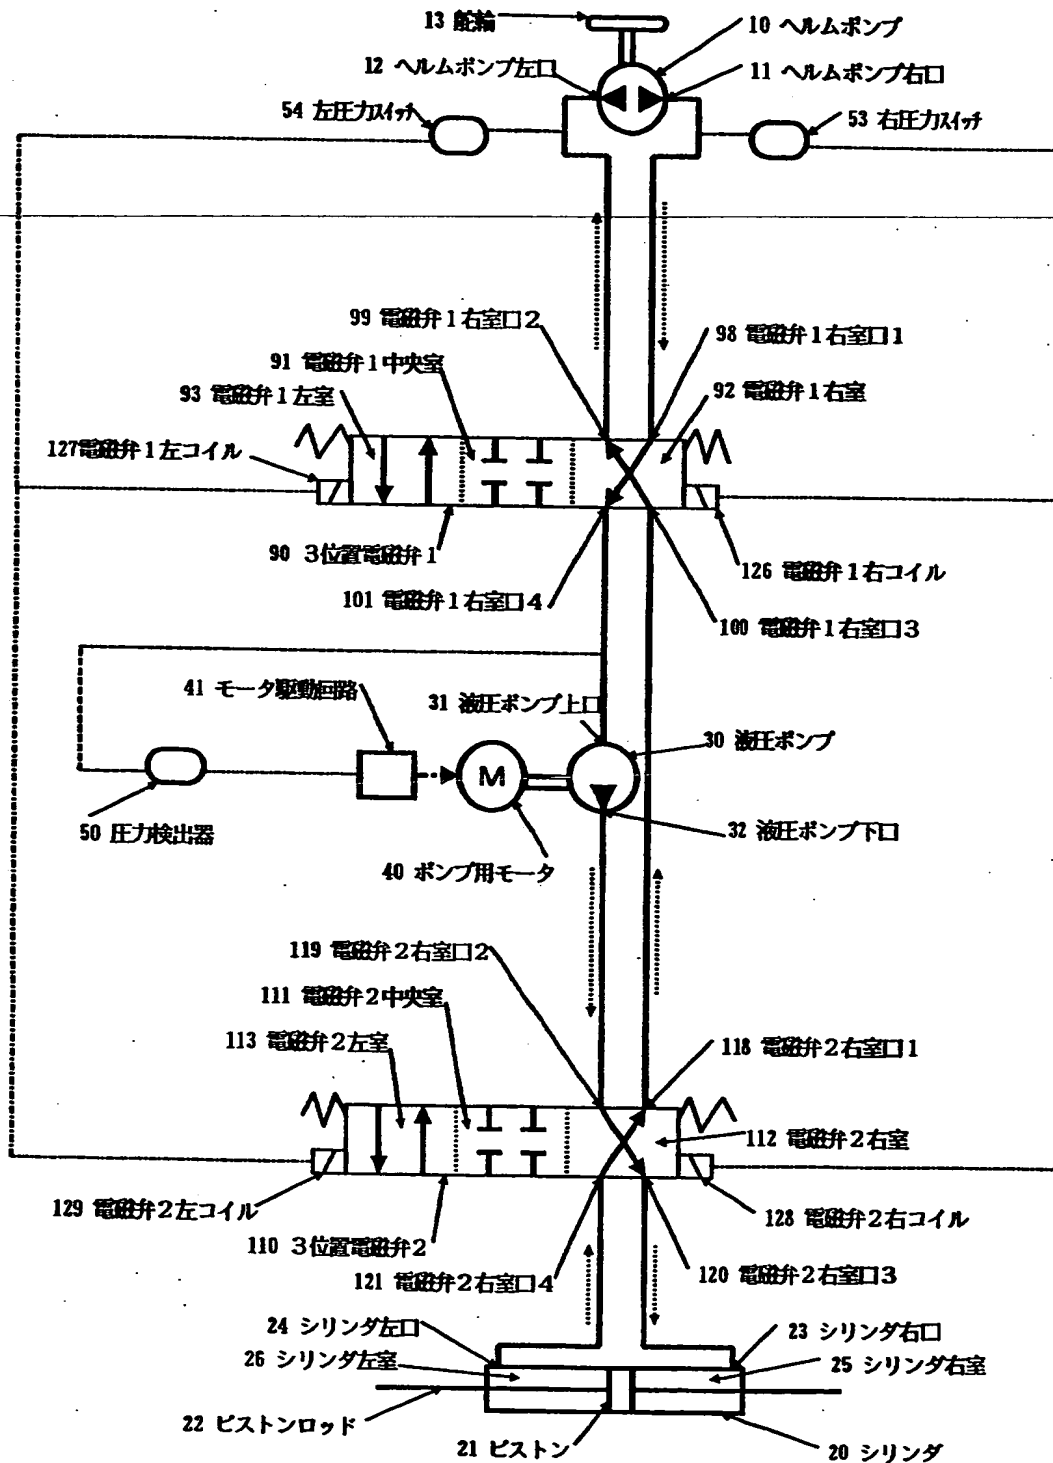 13 舵輪
10 ヘルムポンプ
12 ヘルムポンプ左口
11 ヘルムポンプ右口
54 左圧力スイッチ
53 右圧力スイッチ
99 電磁弁1右室口2
98 電磁弁1右室口1
91 電磁弁1中央室
93 電磁弁1左室
92 電磁弁1右室
127電磁弁1左コイル
90 3位置電磁弁1
126 電磁弁1右コイル
101 電磁弁1右室口4
100 電磁弁1右室口3
41 モータ駆動回路
31 液圧ポンプ上口
30 液圧ポンプ
M
50 圧力検出器
32 液圧ポンプ下口
40 ポンプ用モータ
119 電磁弁2右室口2
111 電磁弁2中央室
113 電磁弁2左室
118 電磁弁2右室口1
112 電磁弁2右室
129 電磁弁2左コイル
128 電磁弁2右コイル
110 3位置電磁弁2
121 電磁弁2右室口4
120 電磁弁2右室口3
24 シリンダ左口
23 シリンダ右口
26 シリンダ左室
25 シリンダ右室
22 ピストンロッド
21 ピストン
20 シリンダ